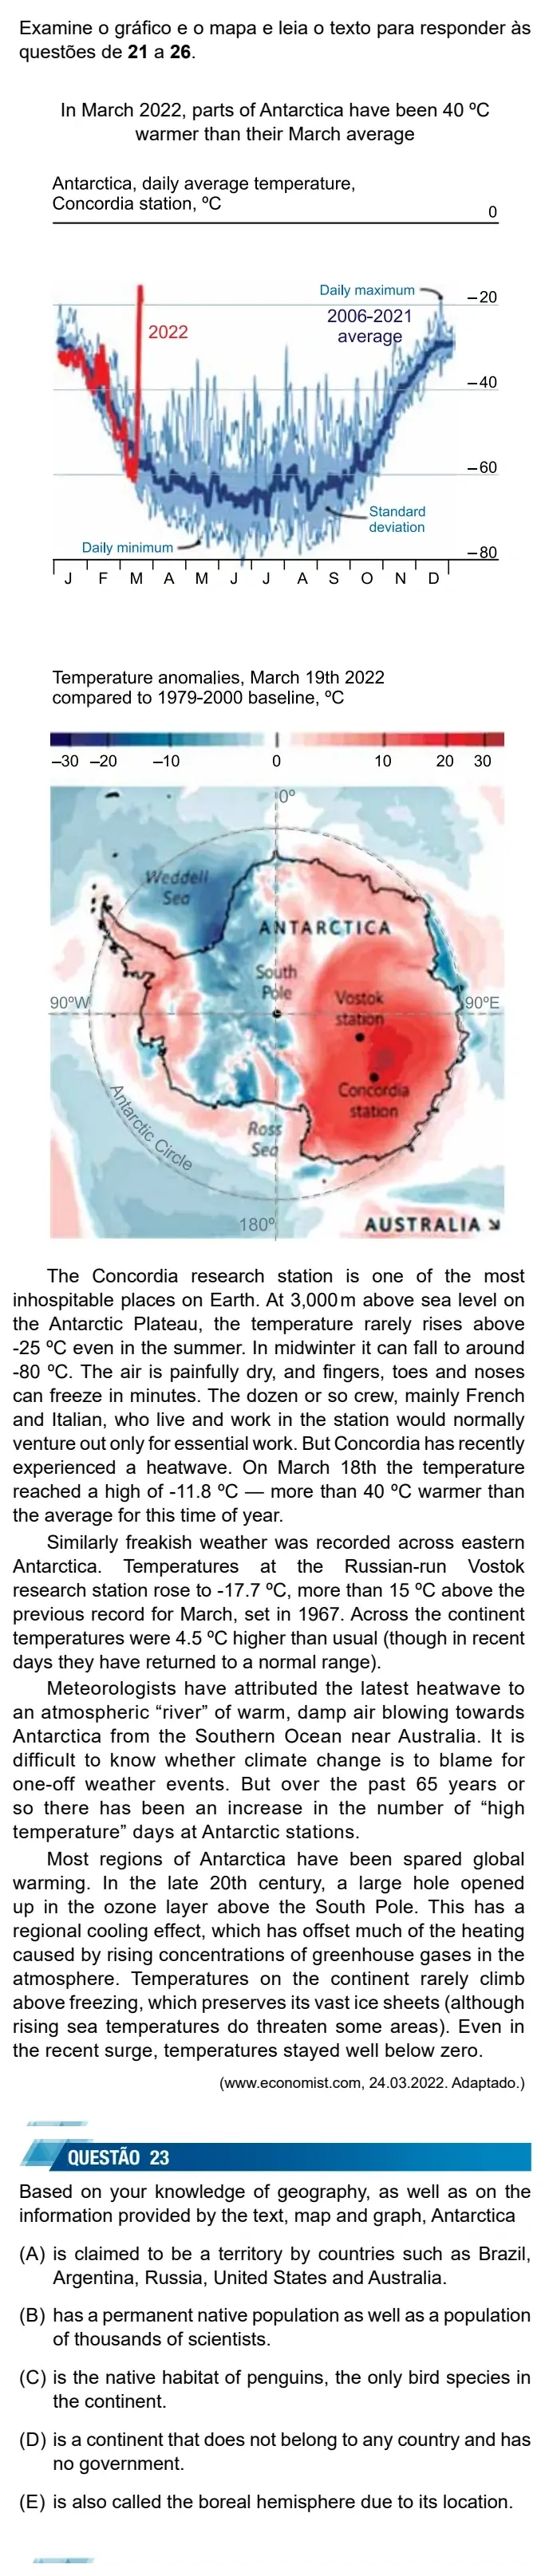 Examine o gráfico e o mapa e leia o texto para responder às
questões de 21 a 26.
In March 2022, parts of Antarctica have been 40 ºC
warmer than their March average
Antarctica, daily average temperature,
Concordia station, ºC
0
Daily maximum
–20
2006-2021
average
2022
–40
–60
Standard
deviation
Daily minimum
–80
J F M A M J J A S O N D
Temperature anomalies, March 19th 2022
compared to 1979-2000 baseline, ºC
–30 –20 –10 0 10 20 30
0º
Weddell
Sea
ANTARCTICA
South
Pole
90ºW
Vostok
station
90ºE
Concordia
station
Antarctic Circle
Ross
Sea
180º
AUSTRALIA ↘
The Concordia research station is one of the most
inhospitable places on Earth. At 3,000 m above sea level on
the Antarctic Plateau, the temperature rarely rises above
-25 ºC even in the summer. In midwinter it can fall to around
-80 ºC. The air is painfully dry, and fingers, toes and noses
can freeze in minutes. The dozen or so crew, mainly French
and Italian, who live and work in the station would normally
venture out only for essential work. But Concordia has recently
experienced a heatwave. On March 18th the temperature
reached a high of -11.8 ºC — more than 40 ºC warmer than
the average for this time of year.
Similarly freakish weather was recorded across eastern
Antarctica. Temperatures at the Russian-run Vostok
research station rose to -17.7 ºC, more than 15 ºC above the
previous record for March, set in 1967. Across the continent
temperatures were 4.5 ºC higher than usual (though in recent
days they have returned to a normal range).
Meteorologists have attributed the latest heatwave to
an atmospheric “river” of warm, damp air blowing towards
Antarctica from the Southern Ocean near Australia. It is
difficult to know whether climate change is to blame for
one-off weather events. But over the past 65 years or
so there has been an increase in the number of “high
temperature” days at Antarctic stations.
Most regions of Antarctica have been spared global
warming. In the late 20th century, a large hole opened
up in the ozone layer above the South Pole. This has a
regional cooling effect, which has offset much of the heating
caused by rising concentrations of greenhouse gases in the
atmosphere. Temperatures on the continent rarely climb
above freezing, which preserves its vast ice sheets (although
rising sea temperatures do threaten some areas). Even in
the recent surge, temperatures stayed well below zero.
(www.economist.com, 24.03.2022. Adaptado.)
QUESTÃO 23
Based on your knowledge of geography, as well as on the
information provided by the text, map and graph, Antarctica
(A) is claimed to be a territory by countries such as Brazil,
Argentina, Russia, United States and Australia.
(B) has a permanent native population as well as a population
of thousands of scientists.
(C) is the native habitat of penguins, the only bird species in
the continent.
(D) is a continent that does not belong to any country and has
no government.
(E) is also called the boreal hemisphere due to its location.